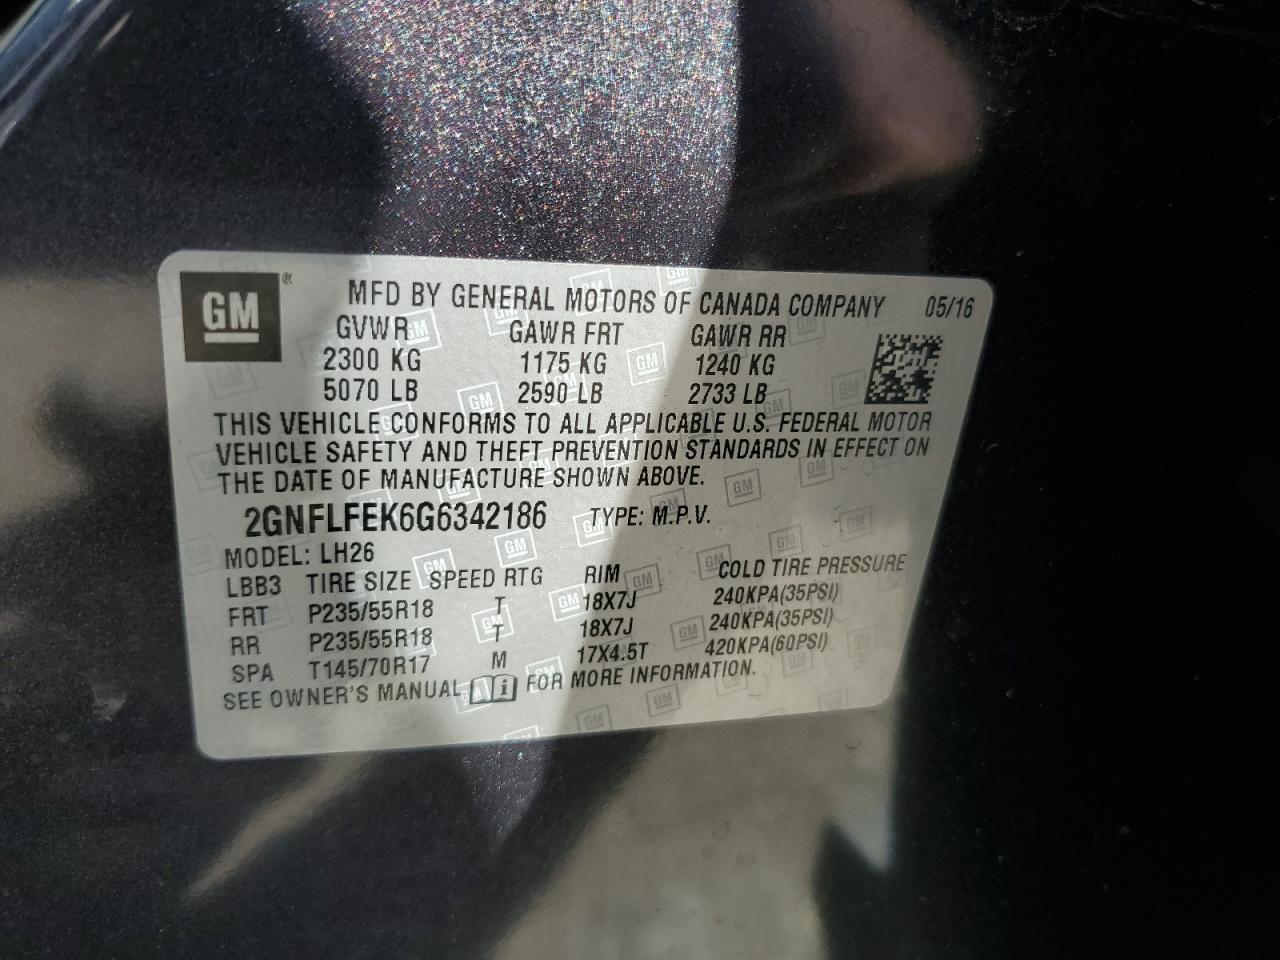 GM ® MFD BY GENERAL MOTORS OF CANADA COMPANY 05/16
GVWR GAWR FRT GAWR RR
2300 KG 1175 KG 1240 KG
5070 LB 2590 LB 2733 LB
THIS VEHICLE CONFORMS TO ALL APPLICABLE U.S. FEDERAL MOTOR
VEHICLE SAFETY AND THEFT PREVENTION STANDARDS IN EFFECT ON
THE DATE OF MANUFACTURE SHOWN ABOVE.
2GNFLFEK6G6342186 TYPE: M.P.V.
MODEL: LH26
LBB3 TIRE SIZE SPEED RTG RIM COLD TIRE PRESSURE
FRT P235/55R18 T 18X7J 240KPA(35PSI)
RR P235/55R18 T 18X7J 240KPA(35PSI)
SPA T145/70R17 M 17X4.5T 420KPA(60PSI)
SEE OWNER'S MANUAL i FOR MORE INFORMATION.